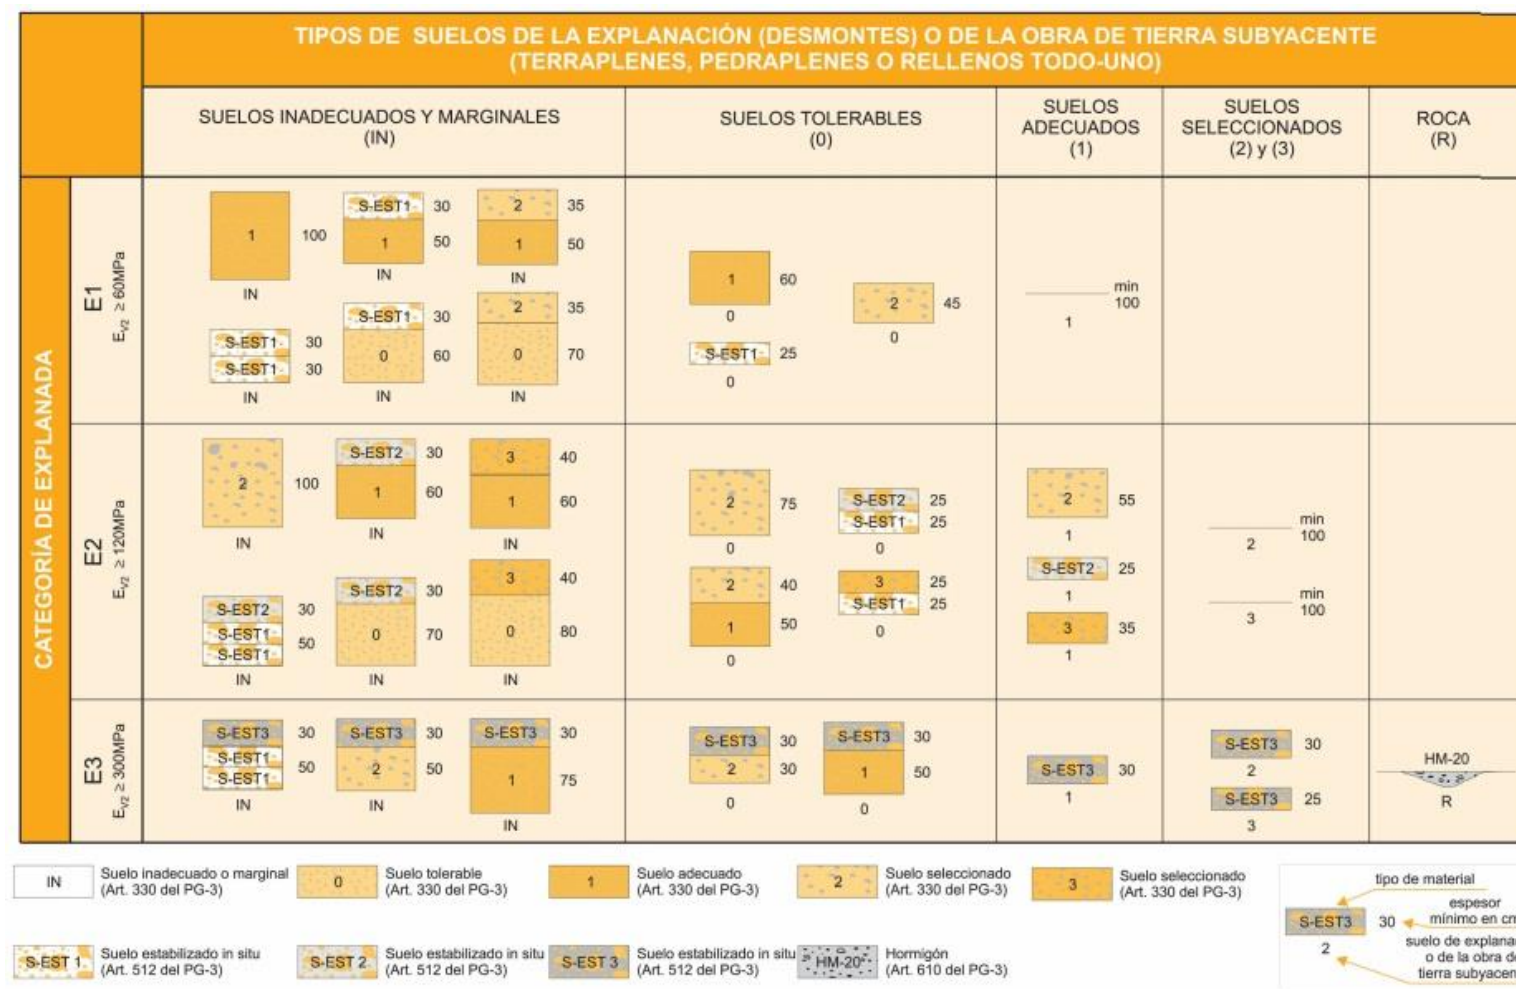 TIPOS DE SUELOS DE LA EXPLANACIÓN (DESMONTES) O DE LA OBRA DE TIERRA SUBYACENTE
(TERRAPLENES, PEDRAPLENES O RELLENOS TODO-UNO)
SUELOS INADECUADOS Y MARGINALES
(IN)
SUELOS TOLERABLES
(0)
SUELOS
ADECUADOS
(1)
SUELOS
SELECCIONADOS
(2) y (3)
ROCA
(R)
CATEGORÍA DE EXPLANADA
E1
EV2 ≥ 60MPa
1 100
IN
S-EST1 30
1 50
IN
2 35
1 50
IN
S-EST1 30
S-EST1 30
IN
S-EST1 30
0 60
IN
2 35
0 70
IN
1 60
0
2 45
0
S-EST1 25
0
min
100
1
E2
EV2 ≥ 120MPa
2 100
IN
S-EST2 30
1 60
IN
3 40
1 60
IN
S-EST2 30
S-EST1 50
S-EST1
IN
S-EST2 30
0 70
IN
3 40
0 80
IN
2 75
0
S-EST2 25
S-EST1 25
0
2 40
1 50
0
3 25
S-EST1 25
0
2 55
1
S-EST2 25
1
3 35
1
min
100
2
min
100
3
E3
EV2 ≥ 300MPa
S-EST3 30
S-EST1 50
S-EST1
IN
S-EST3 30
2 50
IN
S-EST3 30
1 75
IN
S-EST3 30
2 30
0
S-EST3 30
1 50
0
S-EST3 30
1
S-EST3 30
2
S-EST3 25
3
HM-20
R
IN Suelo inadecuado o marginal
(Art. 330 del PG-3)
0 Suelo tolerable
(Art. 330 del PG-3)
1 Suelo adecuado
(Art. 330 del PG-3)
2 Suelo seleccionado
(Art. 330 del PG-3)
3 Suelo seleccionado
(Art. 330 del PG-3)
S-EST 1 Suelo estabilizado in situ
(Art. 512 del PG-3)
S-EST 2 Suelo estabilizado in situ
(Art. 512 del PG-3)
S-EST 3 Suelo estabilizado in situ
(Art. 512 del PG-3)
HM-20 Hormigón
(Art. 610 del PG-3)
tipo de material
espesor
mínimo en cm
S-EST3 30
2
suelo de explana
o de la obra de
tierra subyacen